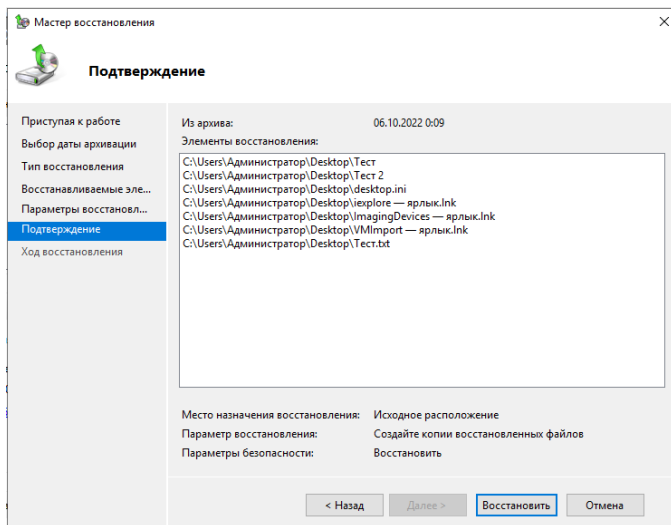 Мастер восстановления
Подтверждение
Приступая к работе
Выбор даты архивации
Тип восстановления
Восстанавливаемые эле...
Параметры восстановл...
Подтверждение
Ход восстановления
Из архива: 06.10.2022 0:09
Элементы восстановления:
C:\Users\Администратор\Desktop\Тест
C:\Users\Администратор\Desktop\Тест 2
C:\Users\Администратор\Desktop\desktop.ini
C:\Users\Администратор\Desktop\iexplore — ярлык.lnk
C:\Users\Администратор\Desktop\ImagingDevices — ярлык.lnk
C:\Users\Администратор\Desktop\VMImport — ярлык.lnk
C:\Users\Администратор\Desktop\Тест.txt
Место назначения восстановления: Исходное расположение
Параметр восстановления: Создайте копии восстановленных файлов
Параметры безопасности: Восстановить
< Назад Далее > Восстановить Отмена